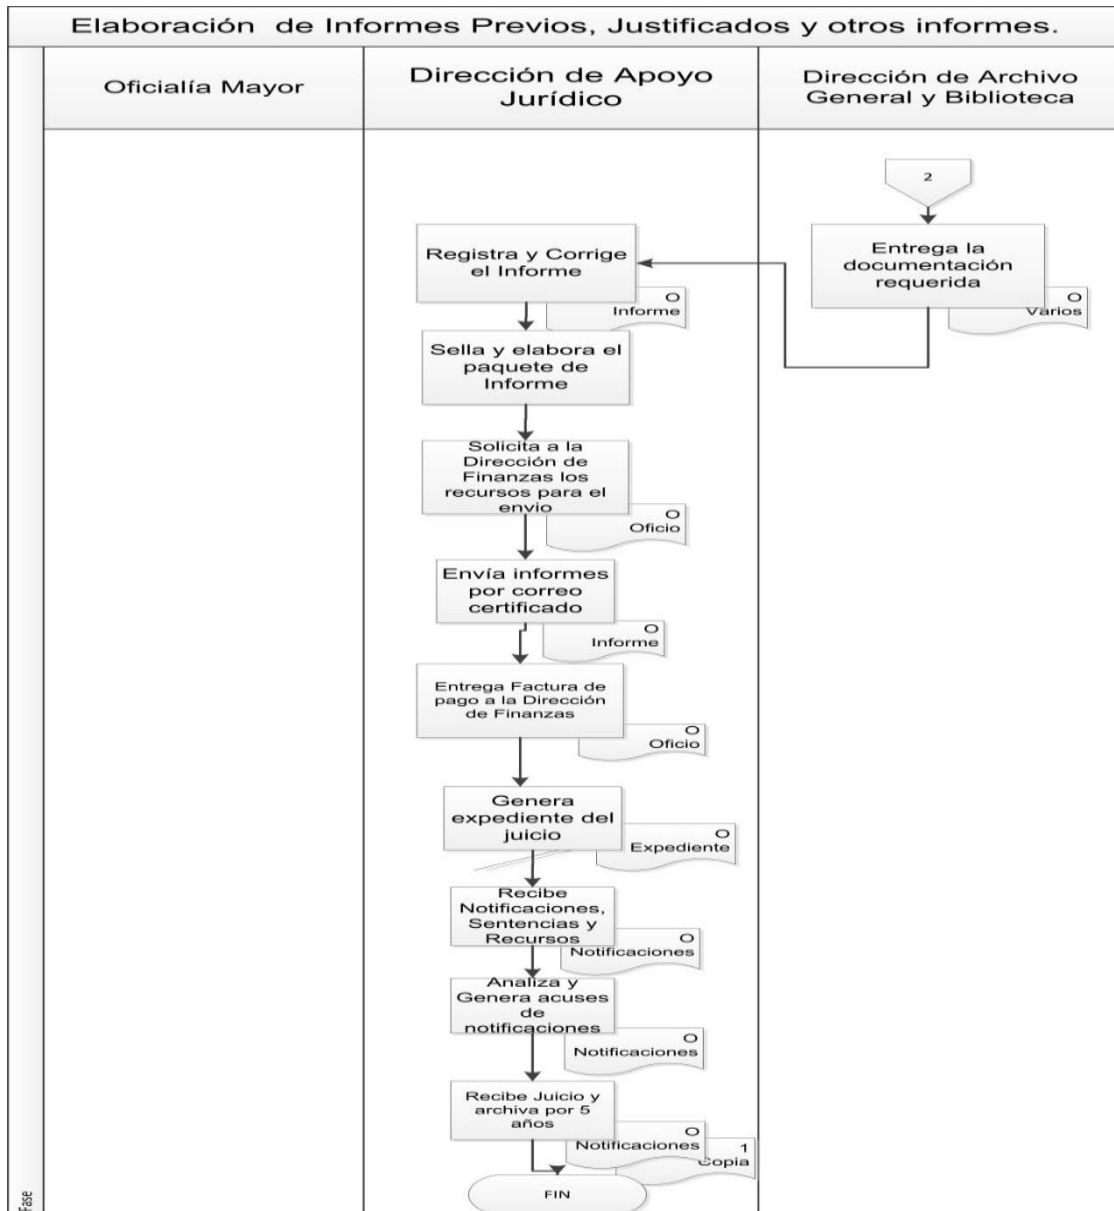 Elaboración de Informes Previos, Justificados y otros informes.
Oficialía Mayor
Dirección de Apoyo
Jurídico
Dirección de Archivo
General y Biblioteca
2
Entrega la
documentación
requerida
O
Varios
Registra y Corrige
el Informe
O
Informe
Sella y elabora el
paquete de
Informe
Solicita a la
Dirección de
Finanzas los
recursos para el
envio
O
Oficio
Envía informes
por correo
certificado
O
Informe
Entrega Factura de
pago a la Dirección
de Finanzas
O
Oficio
Genera
expediente del
juicio
O
Expediente
Recibe
Notificaciones,
Sentencias y
Recursos
O
Notificaciones
Analiza y
Genera acuses
de
notificaciones
O
Notificaciones
Recibe Juicio y
archiva por 5
años
O
Notificaciones
1
Copia
FIN
Fase